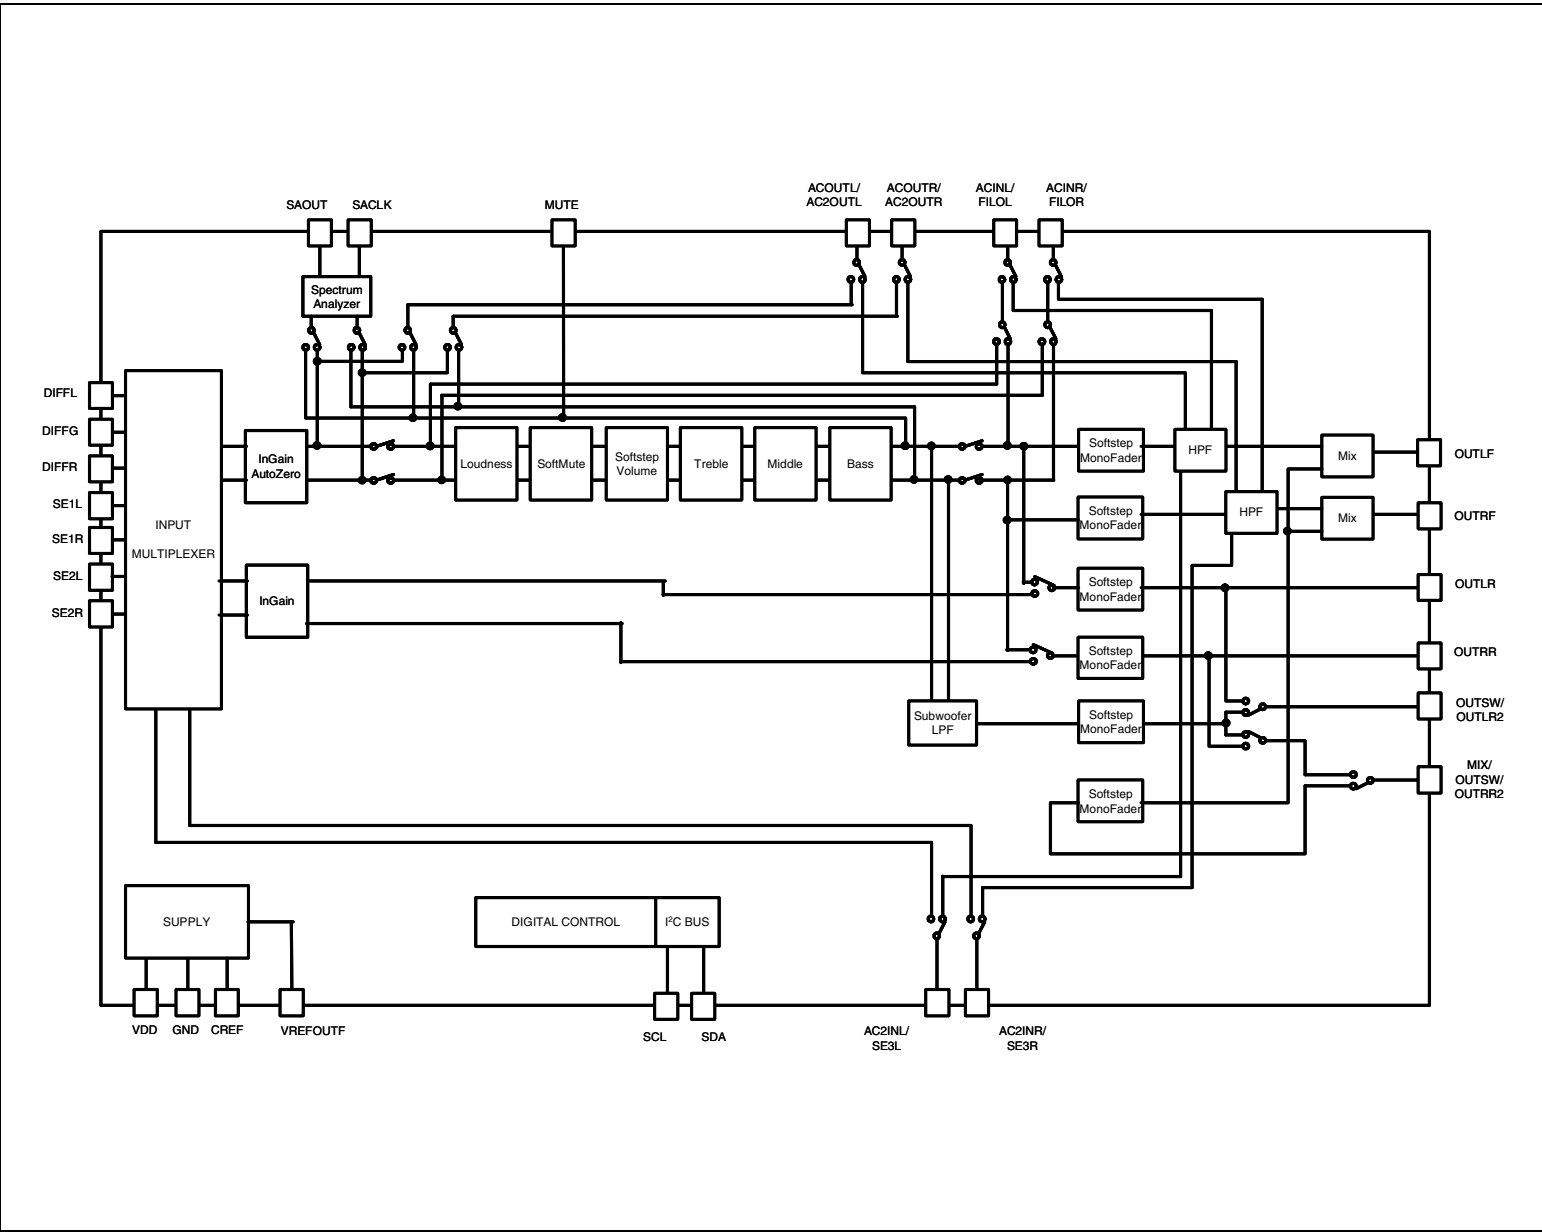 ACOUTL/
AC2OUTL
ACOUTR/
AC2OUTR
ACINL/
FILOL
ACINR/
FILOR
SAOUT
SACLK
MUTE
Spectrum
Analyzer
DIFFL
DIFFG
DIFFR
SE1L
SE1R
SE2L
SE2R
INPUT
MULTIPLEXER
InGain
AutoZero
Loudness
SoftMute
Softstep
Volume
Treble
Middle
Bass
Softstep
MonoFader
HPF
Mix
OUTLF
Softstep
MonoFader
HPF
Mix
OUTRF
InGain
Softstep
MonoFader
OUTLR
Softstep
MonoFader
OUTRR
Subwoofer
LPF
Softstep
MonoFader
OUTSW/
OUTLR2
Softstep
MonoFader
MIX/
OUTSW/
OUTRR2
SUPPLY
DIGITAL CONTROL
I²C BUS
VDD
GND
CREF
VREFOUTF
SCL
SDA
AC2INL/
SE3L
AC2INR/
SE3R